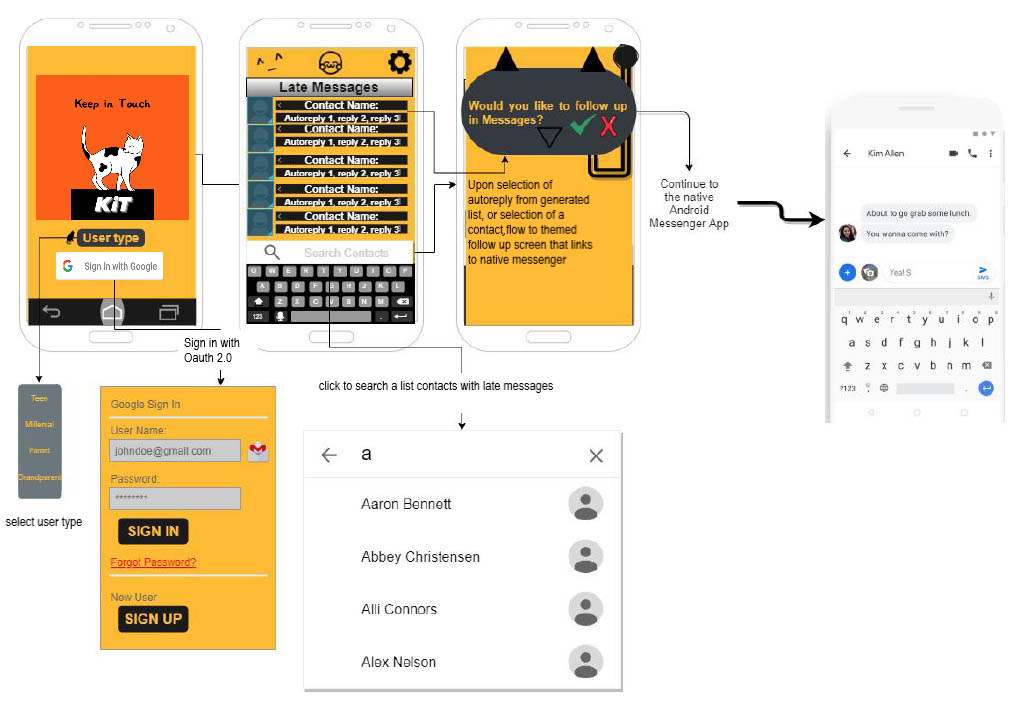 Keep in Touch
KiT
User type
Sign in with Google
Late Messages
Contact Name:
Autoreply 1, reply 2, reply 3
Contact Name:
Autoreply 1, reply 2, reply 3
Contact Name:
Autoreply 1, reply 2, reply 3
Contact Name:
Autoreply 1, reply 2, reply 3
Contact Name:
Autoreply 1, reply 2, reply 3
Search Contacts
Q W E R T Y U I O P
A S D F G H J K L
Z X C V B N M
123
.
Would you like to follow up
in Messages?
Upon selection of
autoreply from generated
list, or selection of a
contact,flow to themed
follow up screen that links
to native messenger
Continue to
the native
Android
Messenger App
Kim Allen
About to go grab some lunch.
You wanna come with?
Yea! S
SMS
q w e r t y u i o p
a s d f g h j k l
z x c v b n m
?123 , .
Sign in with
Oauth 2.0
click to search a list contacts with late messages
Teen
Millenial
Parent
Grandparent
select user type
Google Sign In
User Name:
johndoe@gmail.com
Password:
********
SIGN IN
Forgot Password?
New User
SIGN UP
a
Aaron Bennett
Abbey Christensen
Alli Connors
Alex Nelson